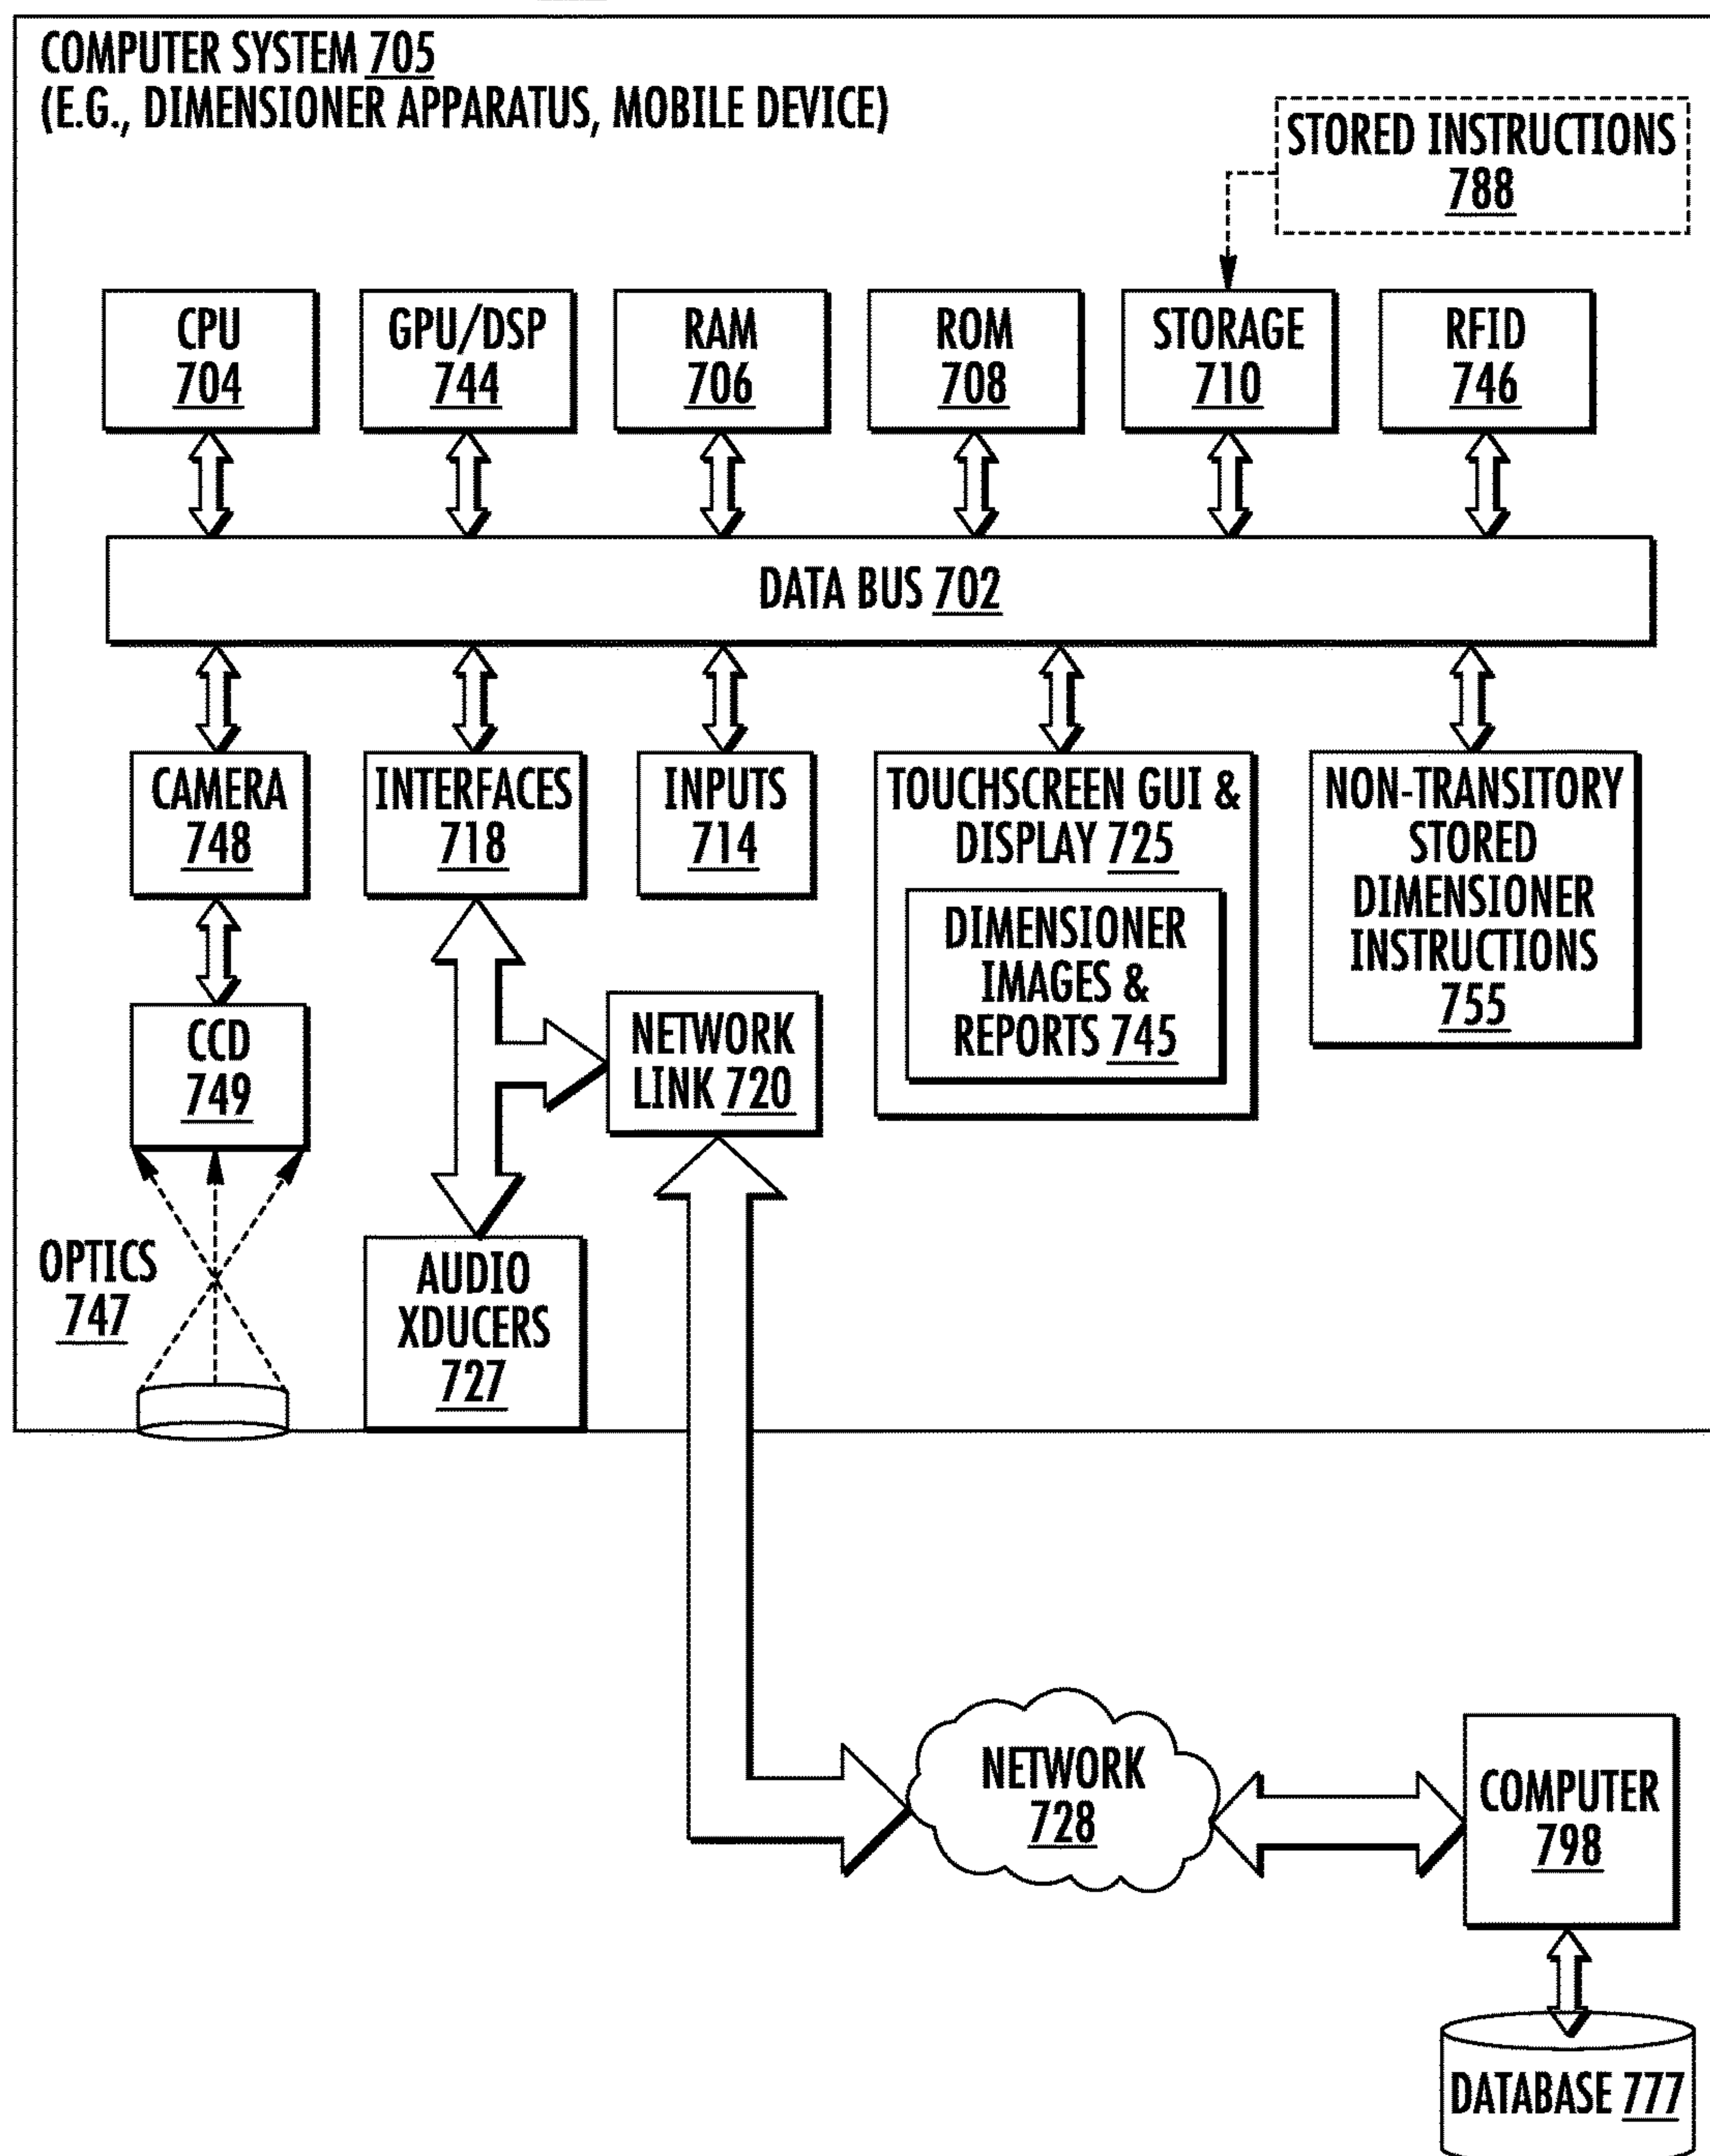 COMPUTER SYSTEM 705
(E.G., DIMENSIONER APPARATUS, MOBILE DEVICE)
STORED INSTRUCTIONS
788
CPU
704
GPU/DSP
744
RAM
706
ROM
708
STORAGE
710
RFID
746
DATA BUS 702
CAMERA
748
INTERFACES
718
INPUTS
714
TOUCHSCREEN GUI &
DISPLAY 725
DIMENSIONER
IMAGES &
REPORTS 745
NON-TRANSITORY
STORED
DIMENSIONER
INSTRUCTIONS
755
CCD
749
NETWORK
LINK 720
OPTICS
747
AUDIO
XDUCERS
727
NETWORK
728
COMPUTER
798
DATABASE 777